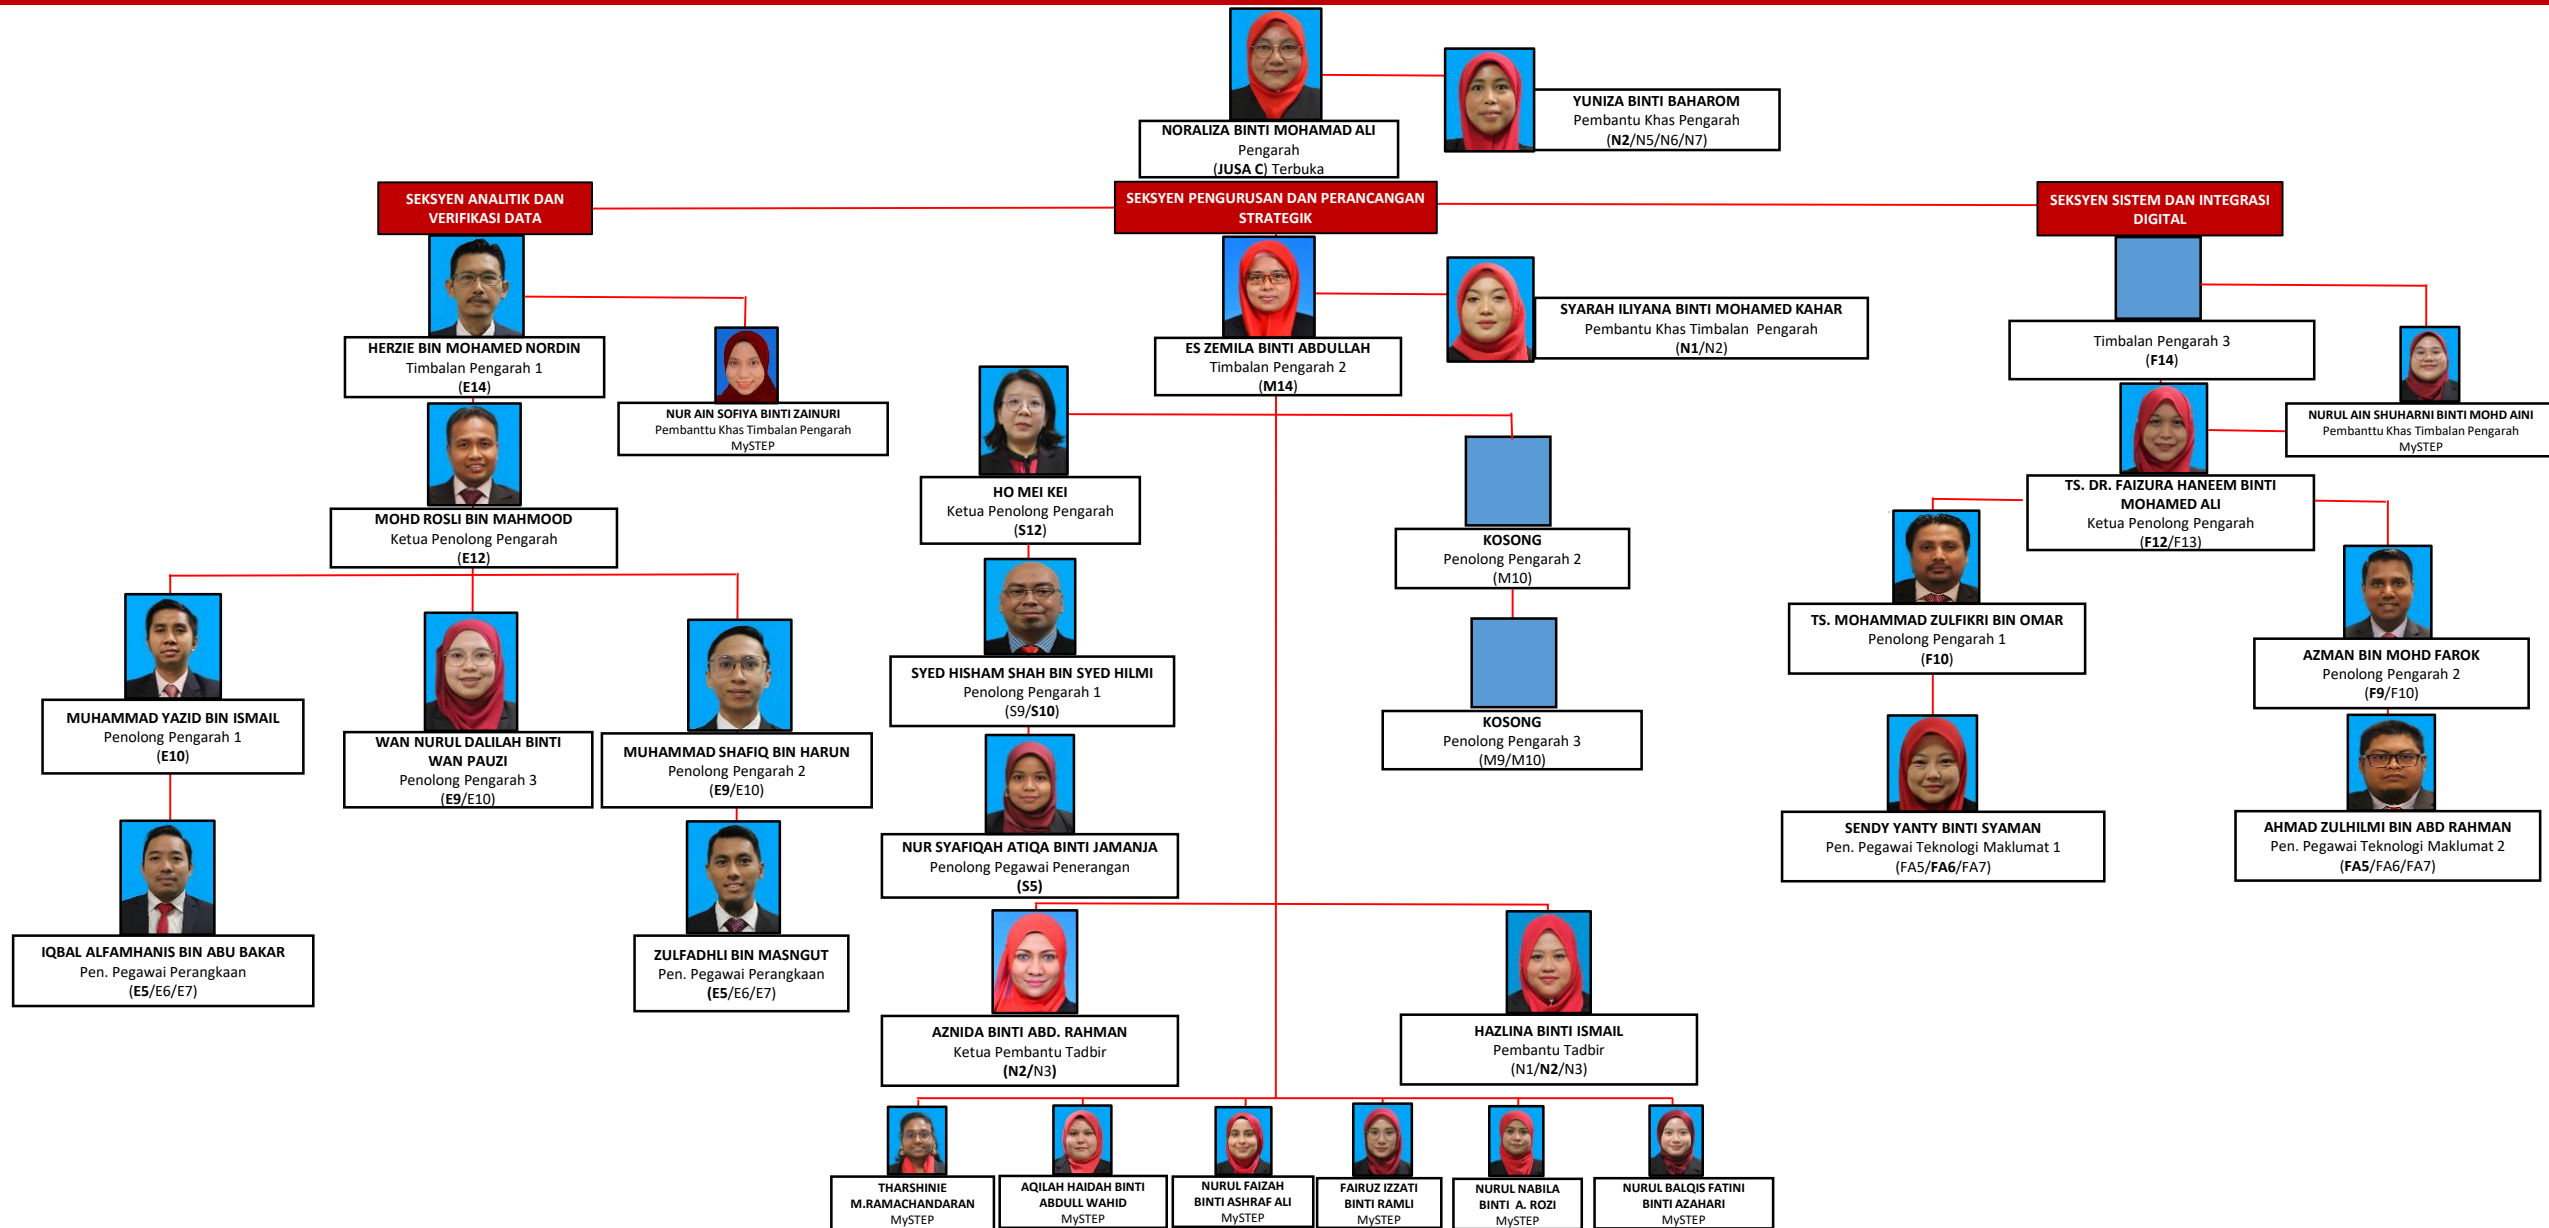 NORALIZA BINTI MOHAMAD ALI
Pengarah
(JUSA C) Terbuka
YUNIZA BINTI BAHAROM
Pembantu Khas Pengarah
(N2/N5/N6/N7)
SEKSYEN ANALITIK DAN
VERIFIKASI DATA
SEKSYEN PENGURUSAN DAN PERANCANGAN
STRATEGIK
SEKSYEN SISTEM DAN INTEGRASI
DIGITAL
HERZIE BIN MOHAMED NORDIN
Timbalan Pengarah 1
(E14)
NUR AIN SOFIYA BINTI ZAINURI
Pembanttu Khas Timbalan Pengarah
MySTEP
MOHD ROSLI BIN MAHMOOD
Ketua Penolong Pengarah
(E12)
MUHAMMAD YAZID BIN ISMAIL
Penolong Pengarah 1
(E10)
WAN NURUL DALILAH BINTI
WAN PAUZI
Penolong Pengarah 3
(E9/E10)
MUHAMMAD SHAFIQ BIN HARUN
Penolong Pengarah 2
(E9/E10)
IQBAL ALFAMHANIS BIN ABU BAKAR
Pen. Pegawai Perangkaan
(E5/E6/E7)
ZULFADHLI BIN MASNGUT
Pen. Pegawai Perangkaan
(E5/E6/E7)
ES ZEMILA BINTI ABDULLAH
Timbalan Pengarah 2
(M14)
SYARAH ILIYANA BINTI MOHAMED KAHAR
Pembantu Khas Timbalan  Pengarah
(N1/N2)
HO MEI KEI
Ketua Penolong Pengarah
(S12)
KOSONG
Penolong Pengarah 2
(M10)
SYED HISHAM SHAH BIN SYED HILMI
Penolong Pengarah 1
(S9/S10)
KOSONG
Penolong Pengarah 3
(M9/M10)
NUR SYAFIQAH ATIQA BINTI JAMANJA
Penolong Pegawai Penerangan
(S5)
AZNIDA BINTI ABD. RAHMAN
Ketua Pembantu Tadbir
(N2/N3)
HAZLINA BINTI ISMAIL
Pembantu Tadbir
(N1/N2/N3)
THARSHINIE
M.RAMACHANDARAN
MySTEP
AQILAH HAIDAH BINTI
ABDULL WAHID
MySTEP
NURUL FAIZAH
BINTI ASHRAF ALI
MySTEP
FAIRUZ IZZATI
BINTI RAMLI
MySTEP
NURUL NABILA
BINTI  A. ROZI
MySTEP
NURUL BALQIS FATINI
BINTI AZAHARI
MySTEP
Timbalan Pengarah 3
(F14)
NURUL AIN SHUHARNI BINTI MOHD AINI
Pembanttu Khas Timbalan Pengarah
MySTEP
TS. DR. FAIZURA HANEEM BINTI
MOHAMED ALI
Ketua Penolong Pengarah
(F12/F13)
TS. MOHAMMAD ZULFIKRI BIN OMAR
Penolong Pengarah 1
(F10)
AZMAN BIN MOHD FAROK
Penolong Pengarah 2
(F9/F10)
SENDY YANTY BINTI SYAMAN
Pen. Pegawai Teknologi Maklumat 1
(FA5/FA6/FA7)
AHMAD ZULHILMI BIN ABD RAHMAN
Pen. Pegawai Teknologi Maklumat 2
(FA5/FA6/FA7)